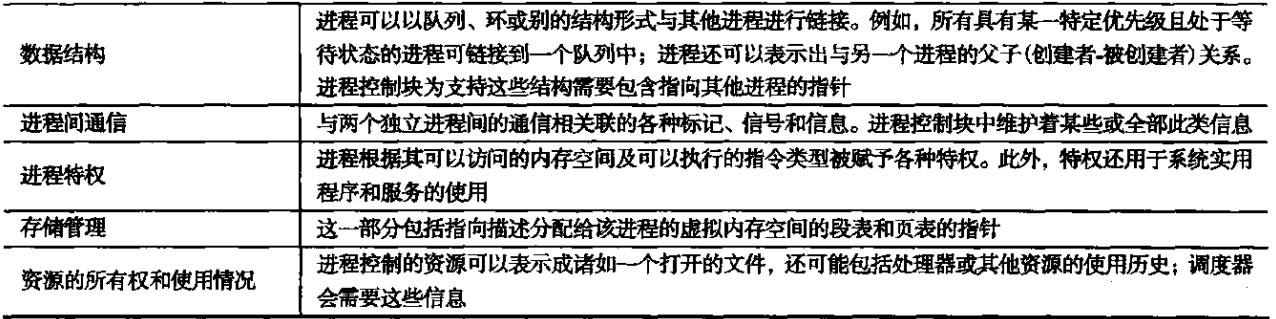 数据结构
进程可以以队列、环或别的结构形式与其他进程进行链接。例如，所有具有某一特定优先级且处于等
待状态的进程可链接到一个队列中；进程还可以表示出与另一个进程的父子(创建者-被创建者)关系。
进程控制块为支持这些结构需要包含指向其他进程的指针
进程间通信
与两个独立进程间的通信相关联的各种标记、信号和信息。进程控制块中维护着某些或全部此类信息
进程特权
进程根据其可以访问的内存空间及可以执行的指令类型被赋予各种特权。此外，特权还用于系统实用
程序和服务的使用
存储管理
这一部分包括指向描述分配给该进程的虚拟内存空间的段表和页表的指针
资源的所有权和使用情况
进程控制的资源可以表示成诸如一个打开的文件，还可能包括处理器或其他资源的使用历史；调度器
会需要这些信息